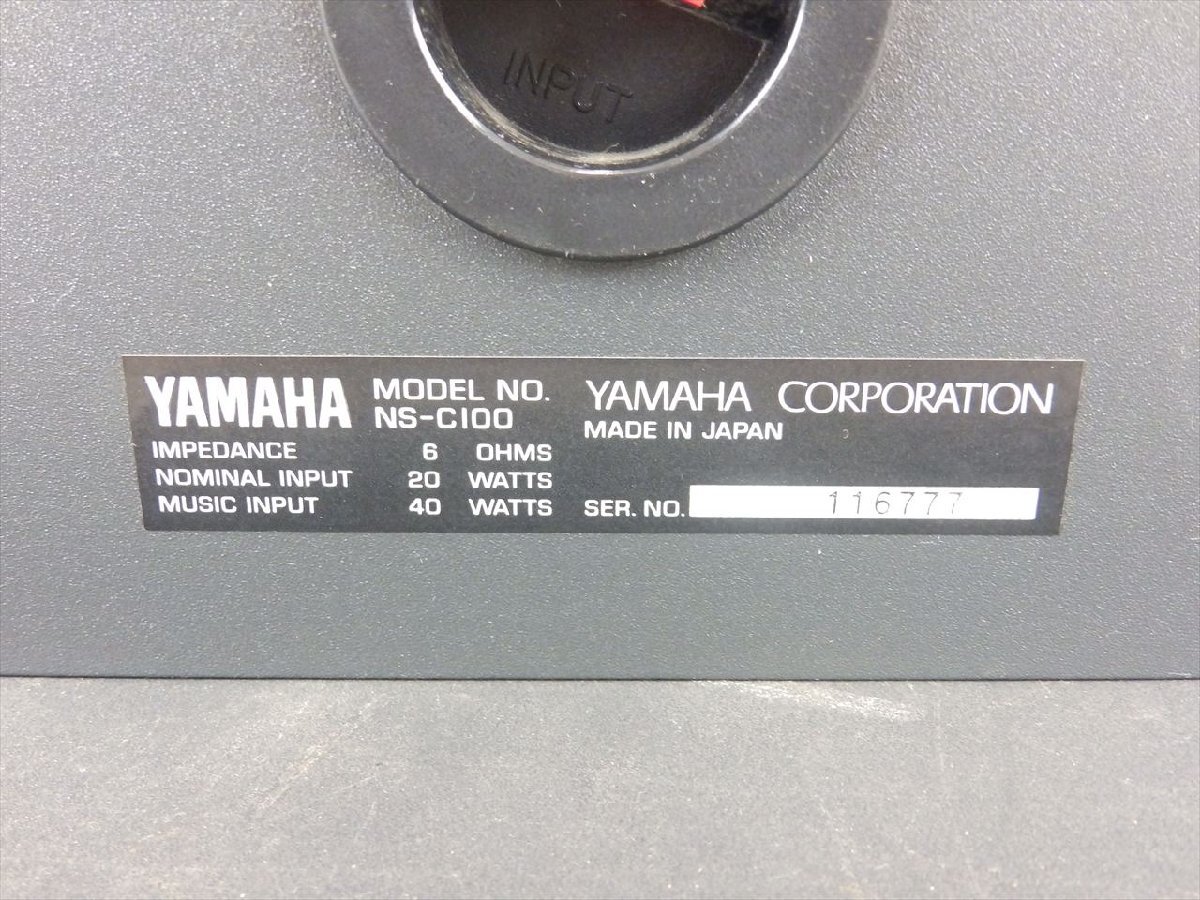 INPUT
YAMAHA MODEL NO. NS-C100
YAMAHA CORPORATION
MADE IN JAPAN
IMPEDANCE 6 OHMS
NOMINAL INPUT 20 WATTS
MUSIC INPUT 40 WATTS
SER. NO. 116777